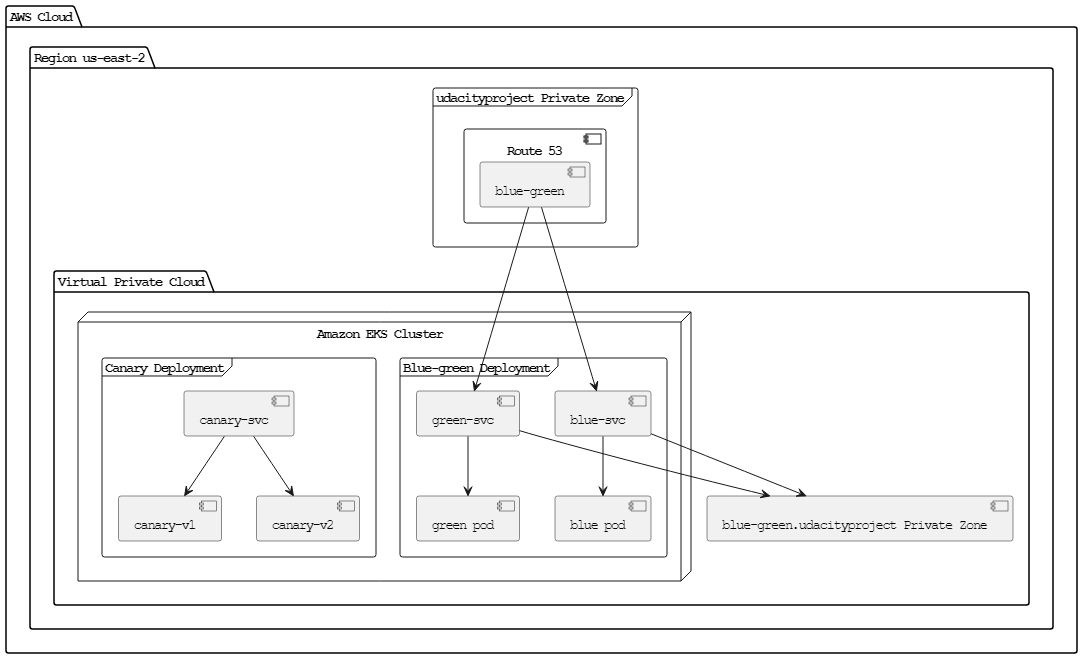 AWS Cloud
Region us-east-2
udacityproject Private Zone
Route 53
blue-green
Virtual Private Cloud
Amazon EKS Cluster
Canary Deployment
Blue-green Deployment
canary-svc
green-svc
blue-svc
canary-v1
canary-v2
green pod
blue pod
blue-green.udacityproject Private Zone